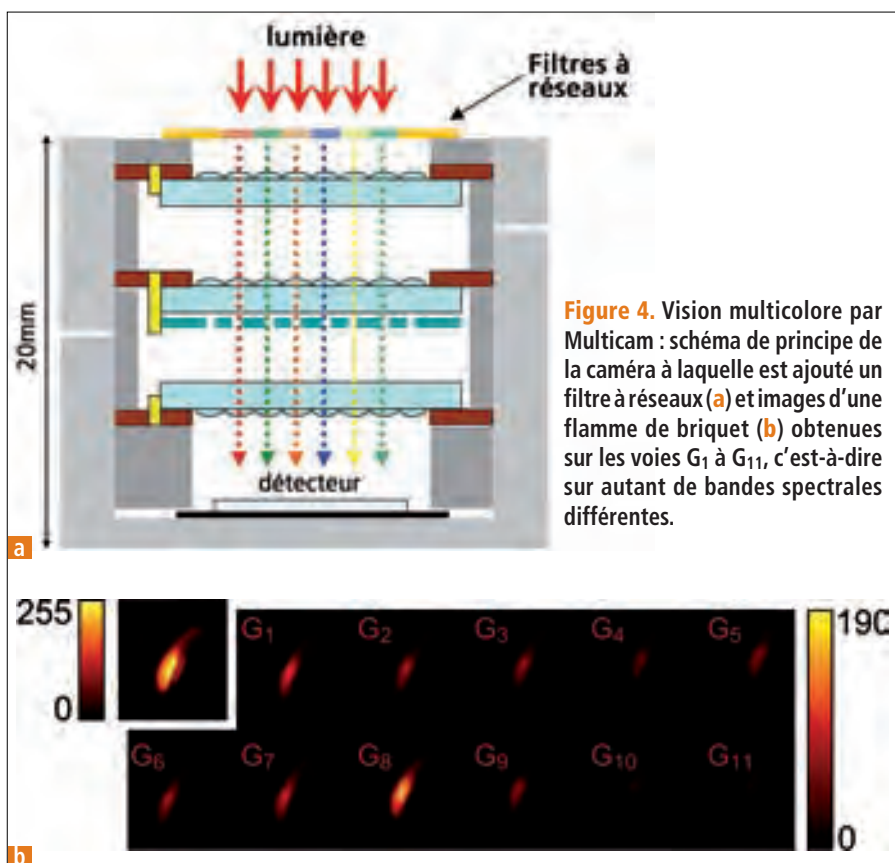 lumière
Filtres à
réseaux
20mm
détecteur
a
Figure 4. Vision multicolore par
Multicam : schéma de principe de
la caméra à laquelle est ajouté un
filtre à réseaux (a) et images d'une
flamme de briquet (b) obtenues
sur les voies G₁ à G₁₁, c'est-à-dire
sur autant de bandes spectrales
différentes.
255
0
G₁ G₂ G₃ G₄ G₅
G₆ G₇ G₈ G₉ G₁₀ G₁₁
190
0
b